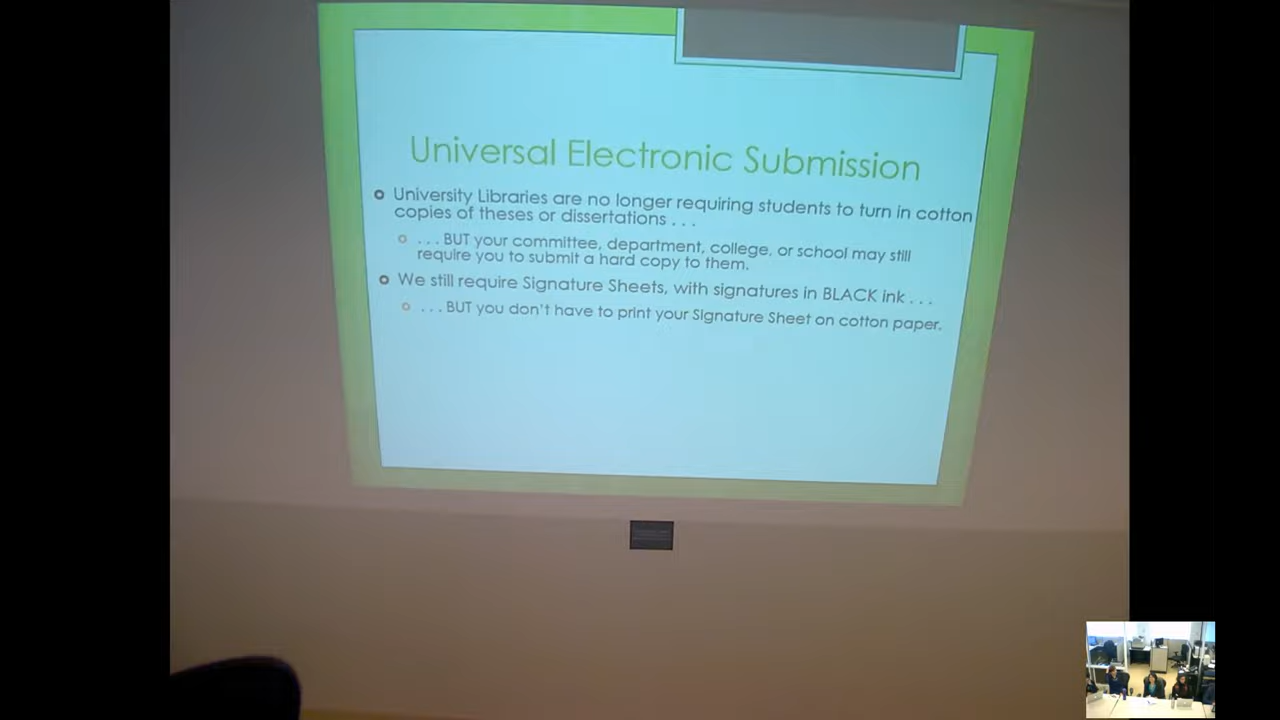 Universal Electronic Submission
University Libraries are no longer requiring students to turn in cotton
copies of theses or dissertations . . .
. . . BUT your committee, department, college, or school may still
require you to submit a hard copy to them.
We still require Signature Sheets, with signatures in BLACK ink . . .
. . . BUT you don't have to print your Signature Sheet on cotton paper.